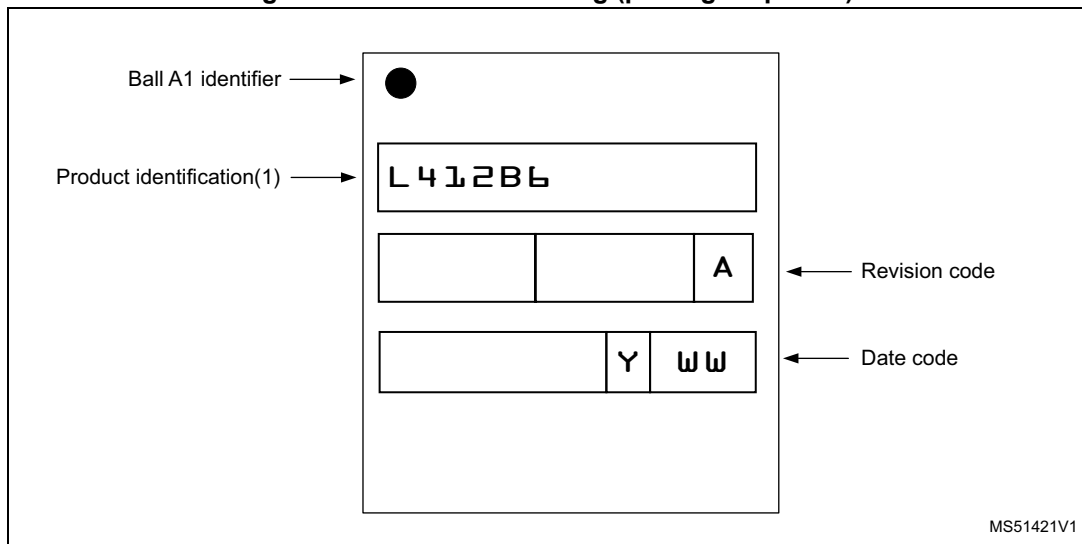 Ball A1 identifier
Product identification(1)
L412B6
A
Revision code
Y WW
Date code
MS51421V1